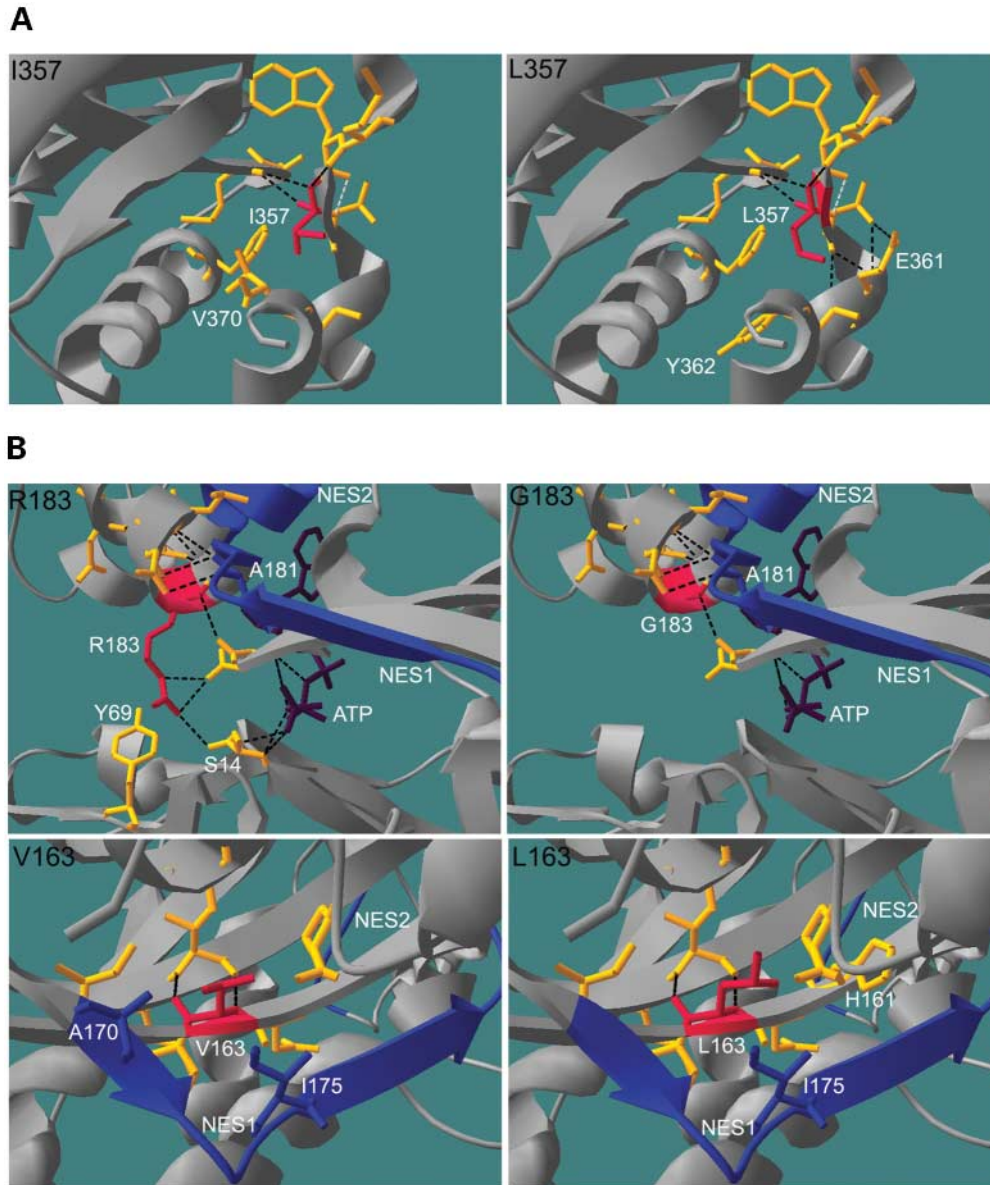 A
I357
I357
V370
L357
L357
E361
Y362
B
R183
NES2
A181
R183
NES1
Y69
ATP
S14
G183
NES2
A181
G183
NES1
ATP
V163
NES2
A170
V163
I175
NES1
L163
NES2
H161
L163
I175
NES1